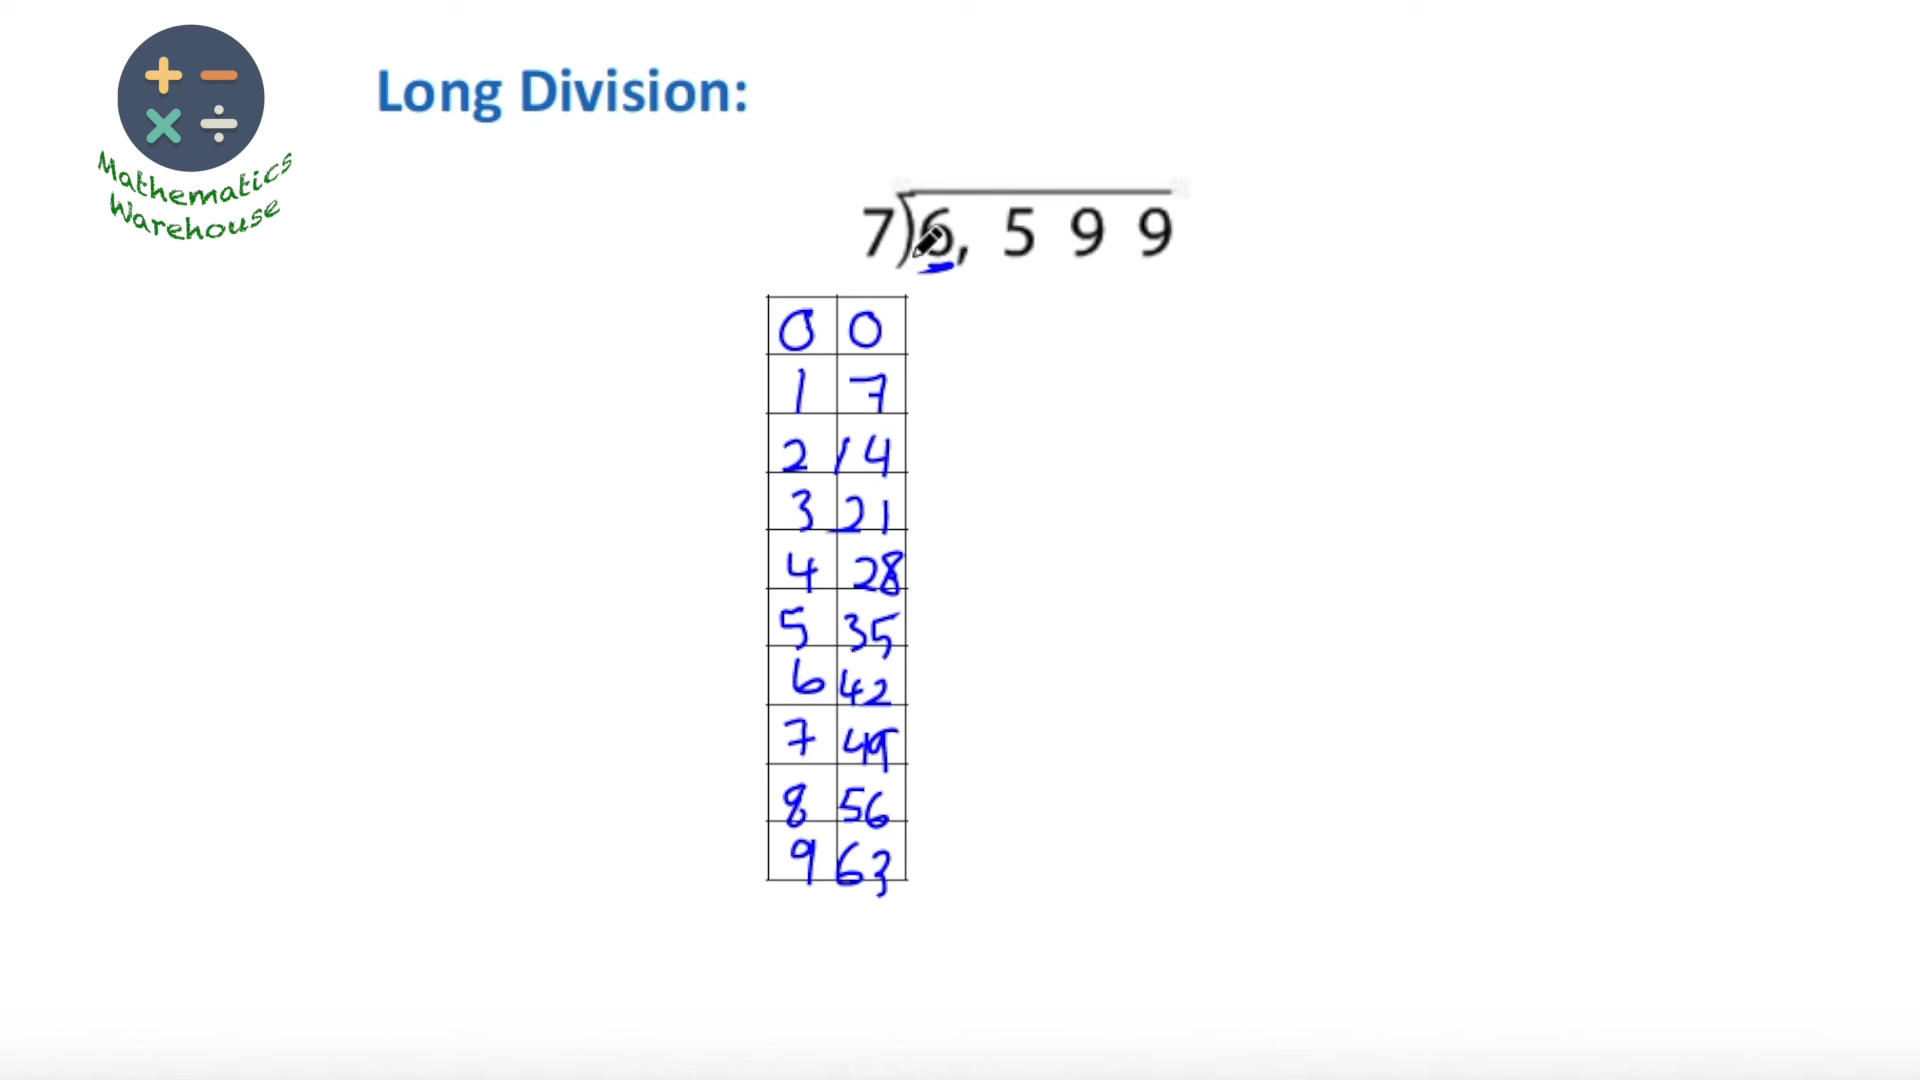 Mathematics
Warehouse
Long Division:
7)6, 5 9 9
0 0
1 7
2 14
3 21
4 28
5 35
6 42
7 49
8 56
9 63